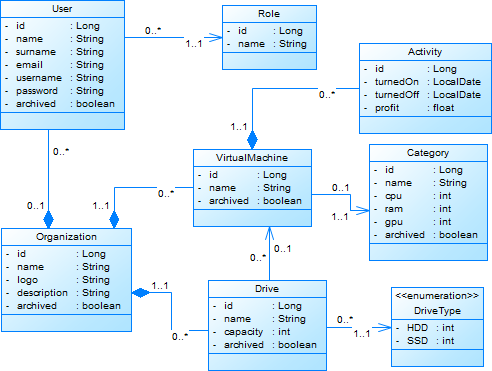 User
- id : Long
- name : String
- surname : String
- email : String
- username : String
- password : String
- archived : boolean
0..*
1..1
Role
- id : Long
- name : String
Activity
- id : Long
- turnedOn : LocalDate
- turnedOff : LocalDate
- profit : float
0..*
1..1
0..*
0..1
VirtualMachine
- id : Long
- name : String
- archived : boolean
0..*
1..1
0..1
1..1
Category
- id : Long
- name : String
- cpu : int
- ram : int
- gpu : int
- archived : boolean
Organization
- id : Long
- name : String
- logo : String
- description : String
- archived : boolean
0..1
0..*
1..1
0..*
Drive
- id : Long
- name : String
- capacity : int
- archived : boolean
0..*
1..1
<<enumeration>>
DriveType
- HDD : int
- SSD : int